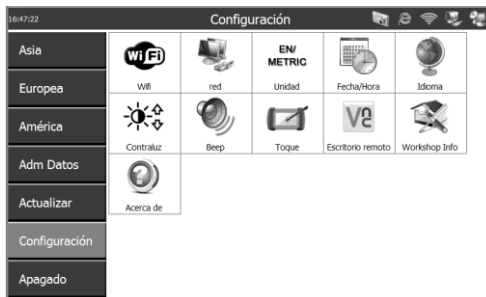 16:47:22
Configuración
Asia
Europea
América
Adm Datos
Actualizar
Configuración
Apagado
WiFi
EN/
METRIC
Wifi
red
Unidad
Fecha/Hora
Idioma
Contraluz
Beep
Toque
Escritorio remoto
Workshop Info
Acerca de